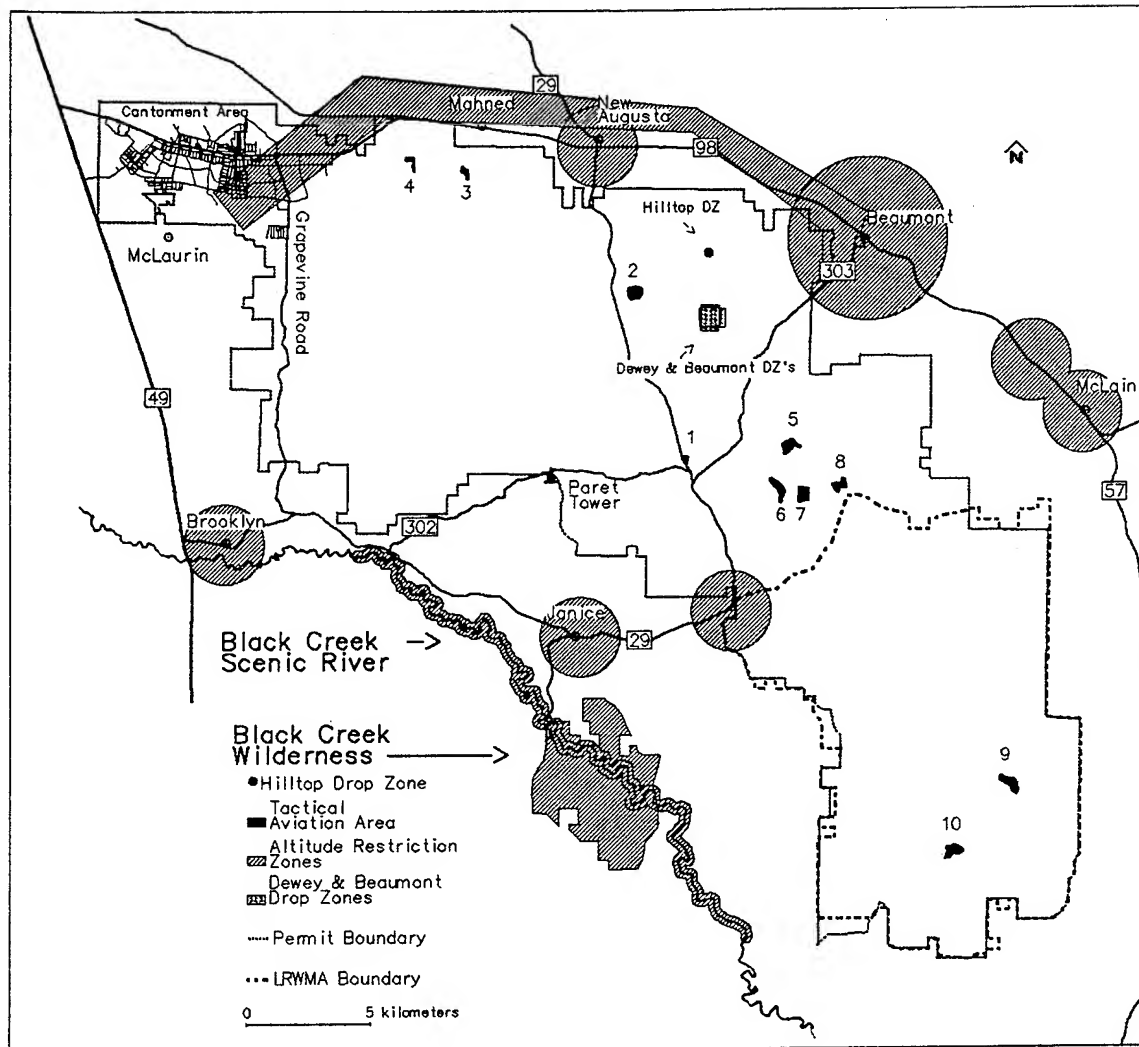 29
Cantonment Area
Mahned
New
Augusta
98
N
4
3
Hilltop DZ
Beaumont
McLaurin
Grapevine Road
2
303
Dewey & Beaumont DZ's
49
McLain
1
5
8
57
6
7
Paret
Tower
Brooklyn
302
Janice
29
Black Creek
Scenic River
Black Creek
Wilderness
9
10
Hilltop Drop Zone
Tactical
Aviation Area
Altitude Restriction
Zones
Dewey & Beaumont
Drop Zones
Permit Boundary
LRWMA Boundary
0 5 kilometers